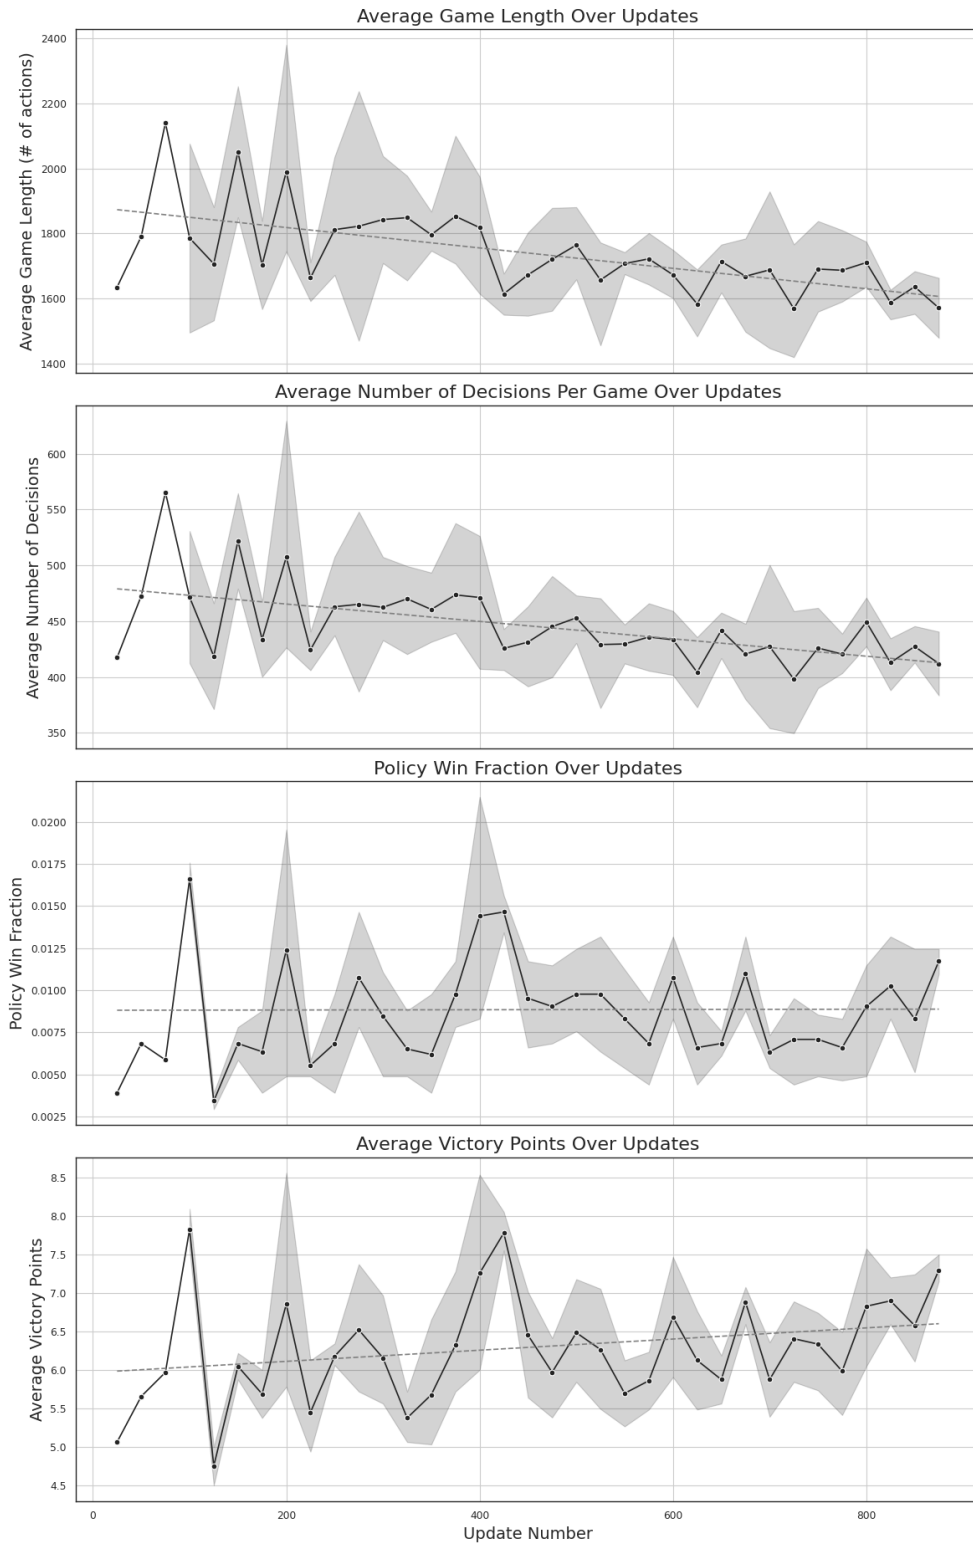 Average Game Length Over Updates
2400
2200
2000
1800
1600
1400
Average Game Length (# of actions)
Average Number of Decisions Per Game Over Updates
600
550
500
450
400
350
Average Number of Decisions
Policy Win Fraction Over Updates
0.0200
0.0175
0.0150
0.0125
0.0100
0.0075
0.0050
0.0025
Policy Win Fraction
Average Victory Points Over Updates
8.5
8.0
7.5
7.0
6.5
6.0
5.5
5.0
4.5
Average Victory Points
0 200 400 600 800
Update Number